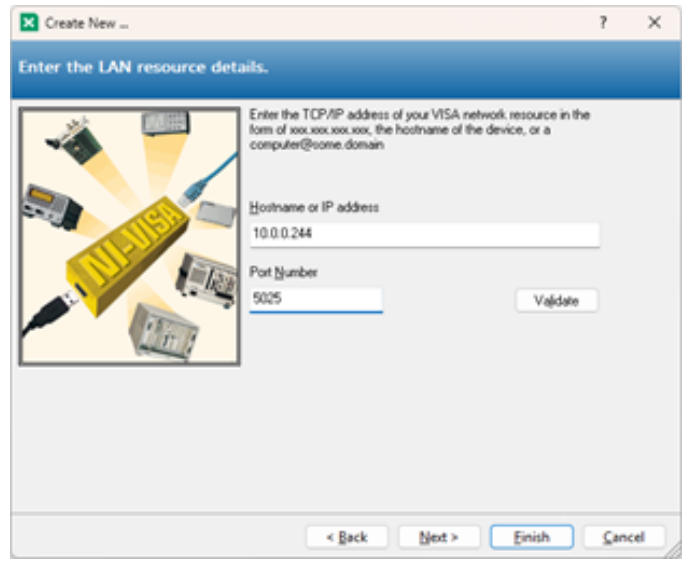 Create New ...
?
Enter the LAN resource details.
Enter the TCP/IP address of your VISA network resource in the
form of xxx.xxx.xxx.xxx, the hostname of the device, or a
computer@some.domain
NI-VISA
Hostname or IP address
10.0.0.244
Port Number
5025
Validate
< Back
Next >
Finish
Cancel